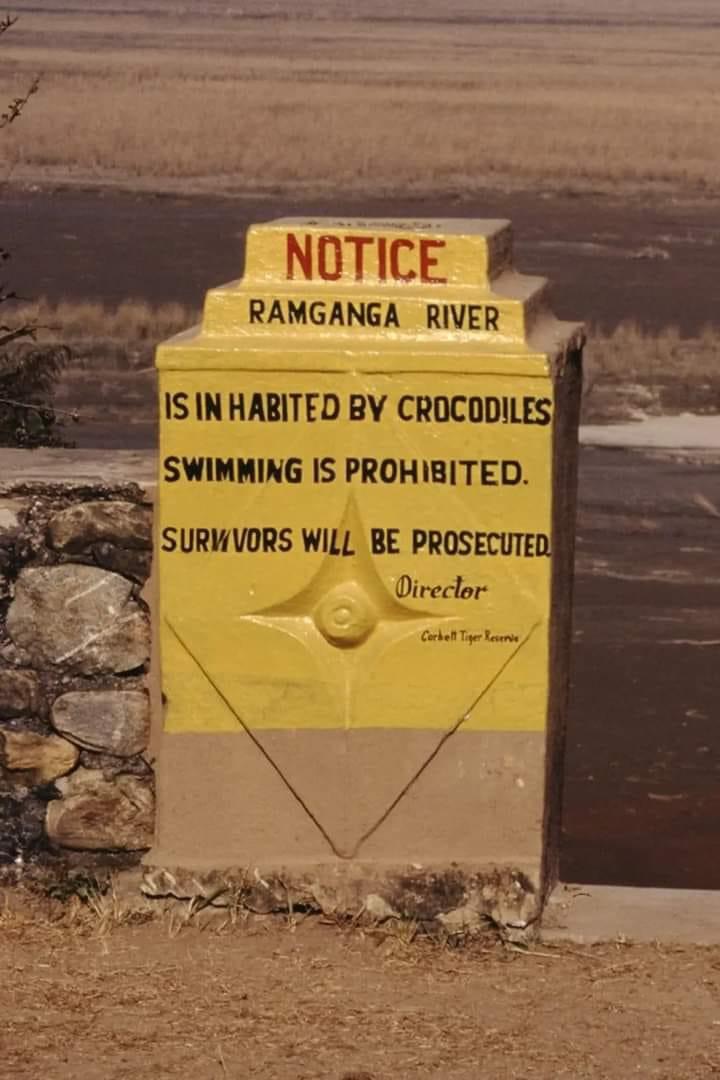 NOTICE
RAMGANGA RIVER
IS IN HABITED BY CROCODILES
SWIMMING IS PROHIBITED.
SURVIVORS WILL BE PROSECUTED.
Director
Corbett Tiger Reserve